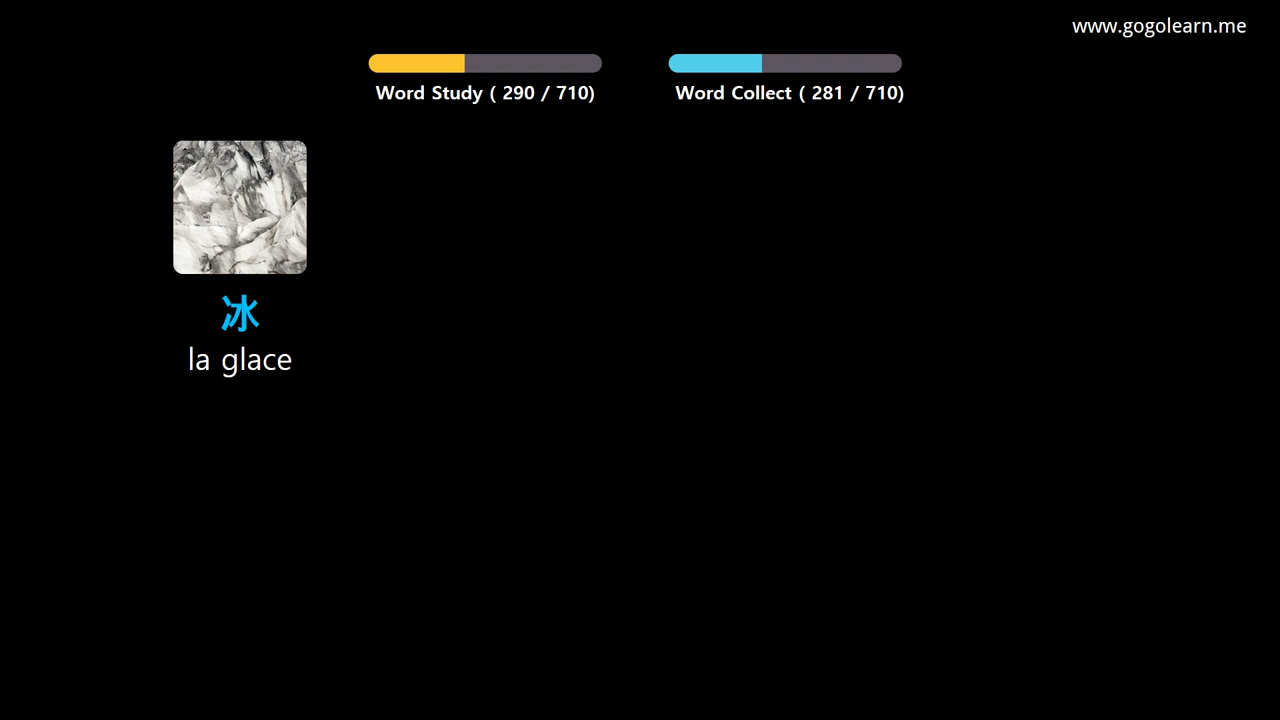 www.gogolearn.me
Word Study ( 290 / 710)
Word Collect ( 281 / 710)
冰
la glace